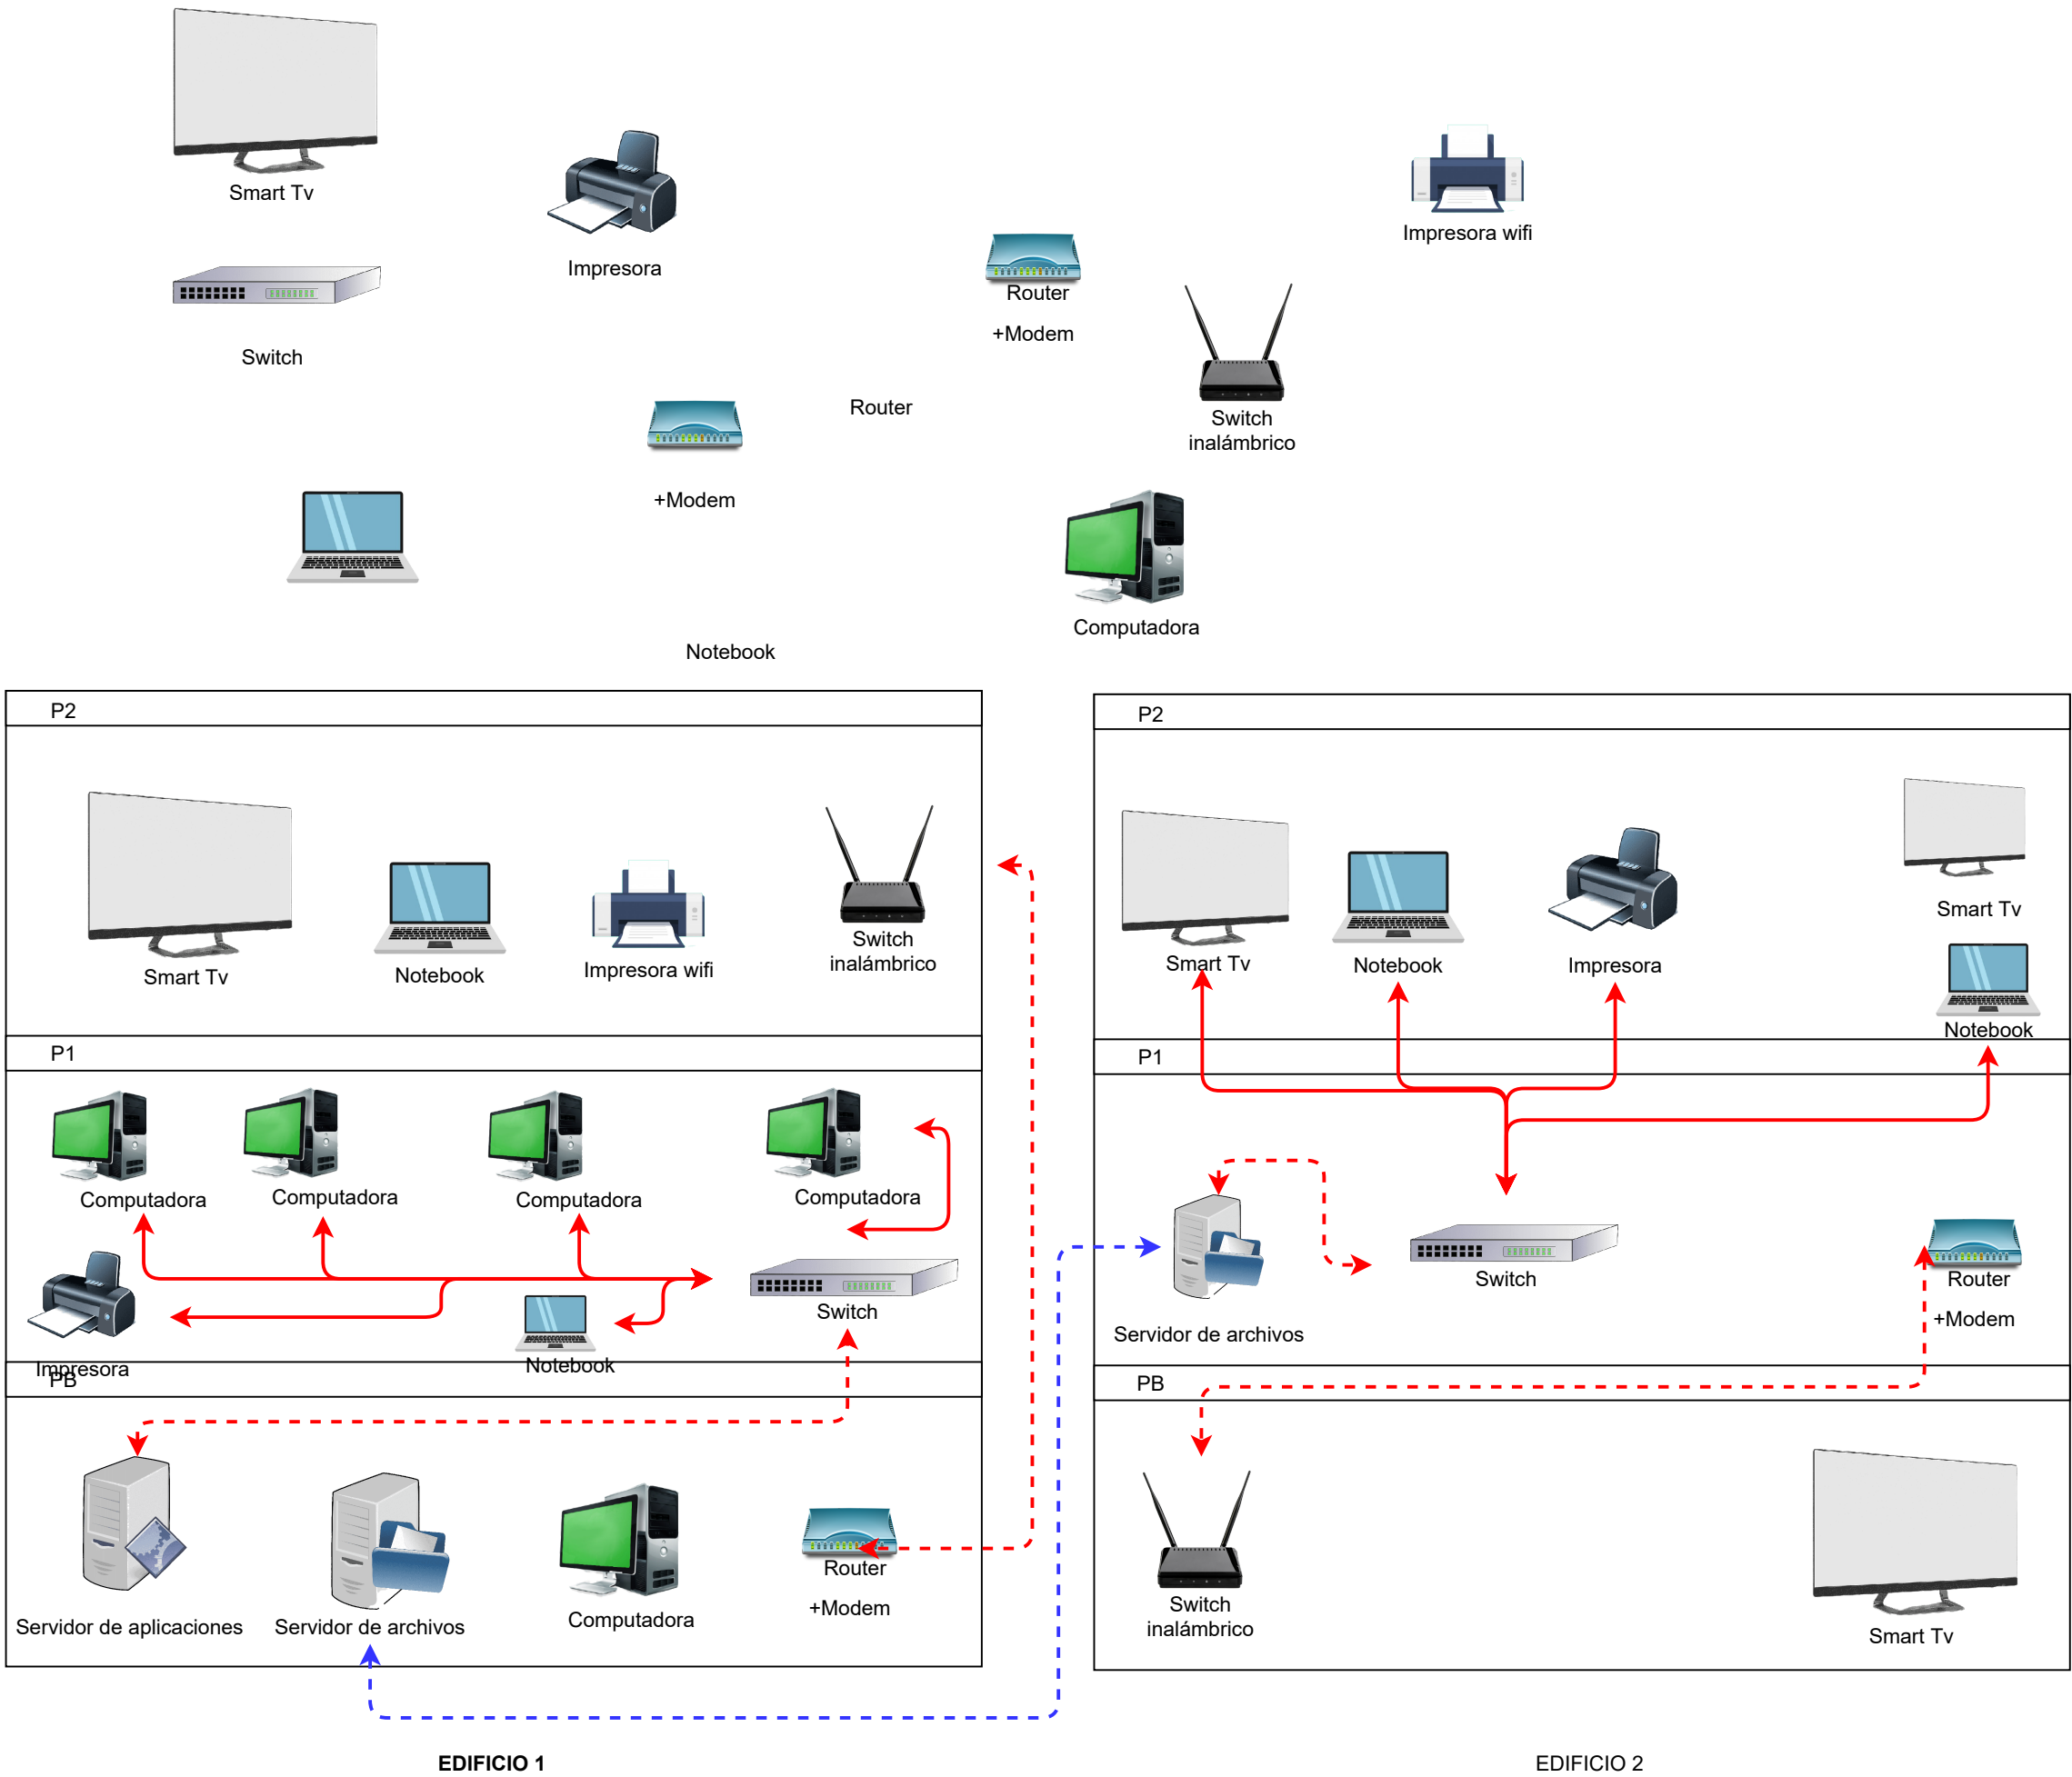 Smart Tv
Impresora
Impresora wifi
Router
+Modem
Switch
Router
Switch
inalámbrico
+Modem
Computadora
Notebook
P2
Smart Tv
Notebook
Impresora wifi
Switch
inalámbrico
P1
Computadora
Computadora
Computadora
Computadora
Switch
Notebook
Impresora
PB
Servidor de aplicaciones
Servidor de archivos
Computadora
Router
+Modem
EDIFICIO 1
P2
Smart Tv
Notebook
Impresora
Smart Tv
Notebook
P1
Servidor de archivos
Switch
Router
+Modem
PB
Switch
inalámbrico
Smart Tv
EDIFICIO 2